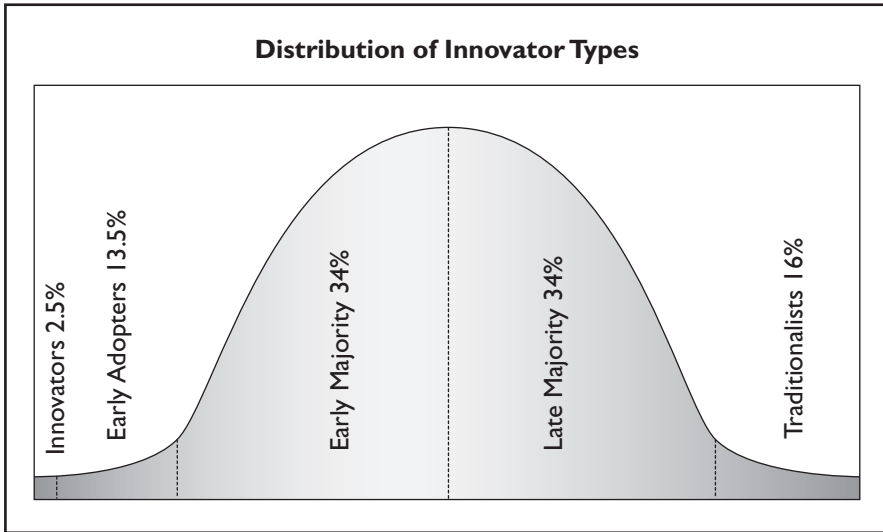 Distribution of Innovator Types
Innovators 2.5%
Early Adopters 13.5%
Early Majority 34%
Late Majority 34%
Traditionalists 16%